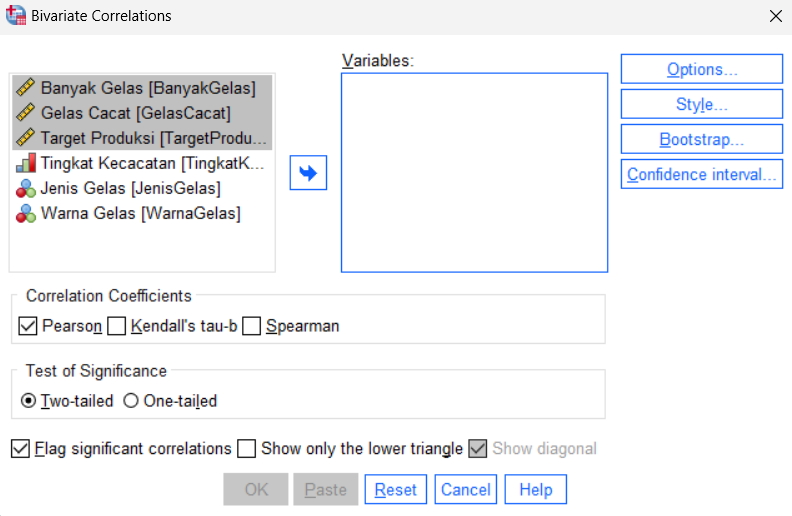 Bivariate Correlations
Variables:
Banyak Gelas [BanyakGelas]
Gelas Cacat [GelasCacat]
Target Produksi [TargetProdu...
Tingkat Kecacatan [TingkatK...
Jenis Gelas [JenisGelas]
Warna Gelas [WarnaGelas]
Options...
Style...
Bootstrap...
Confidence interval...
Correlation Coefficients
Pearson Kendall's tau-b Spearman
Test of Significance
Two-tailed One-tailed
Flag significant correlations Show only the lower triangle Show diagonal
OK Paste Reset Cancel Help